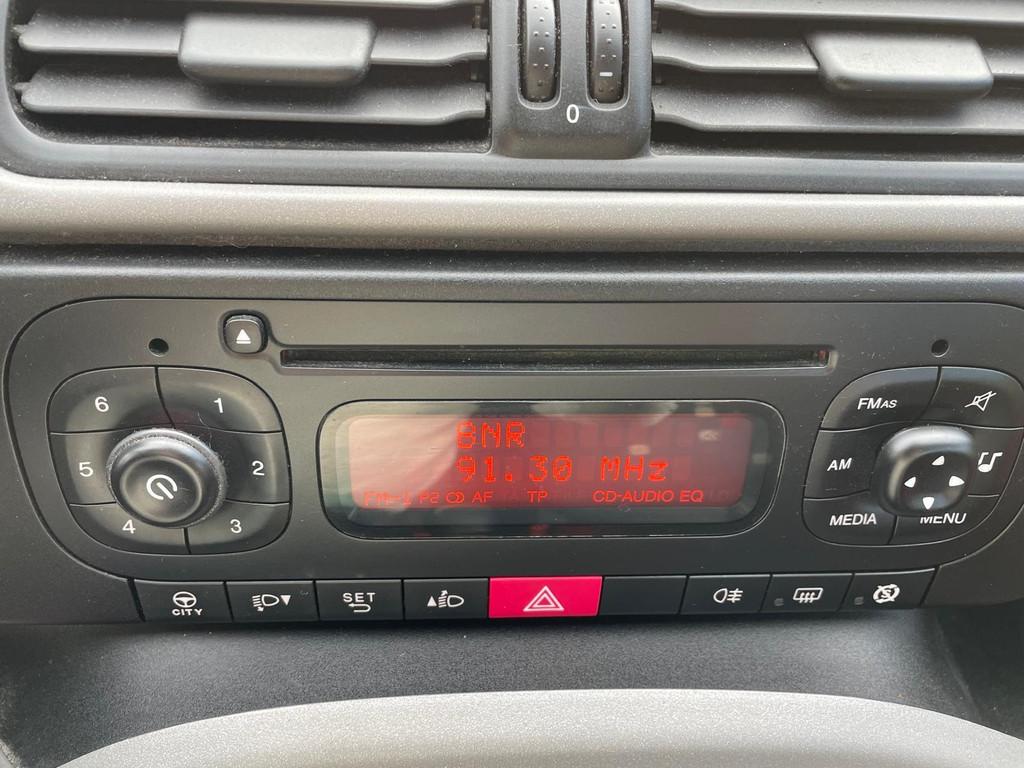 0
6 1
FMAS
BNR
5 2
AM
91.30 MHz
FM-1 P2 AF TP CD-AUDIO EQ
4 3
MEDIA MENU
CITY
SET